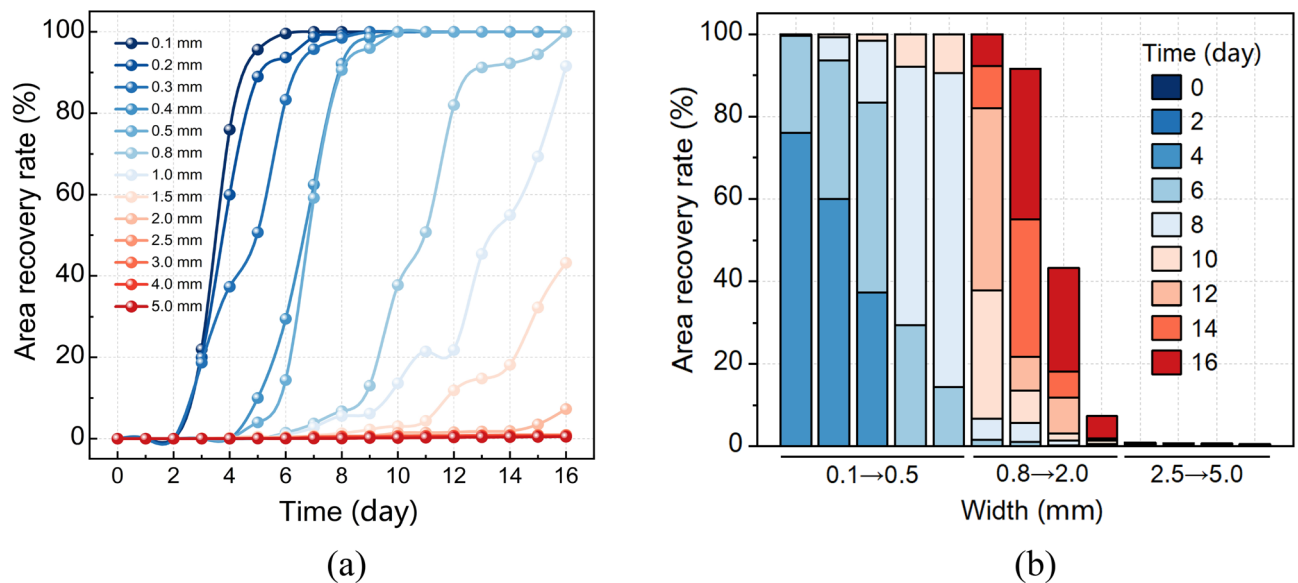 100
80
60
40
20
0
Area recovery rate (%)
0.1 mm
0.2 mm
0.3 mm
0.4 mm
0.5 mm
0.8 mm
1.0 mm
1.5 mm
2.0 mm
2.5 mm
3.0 mm
4.0 mm
5.0 mm
0 2 4 6 8 10 12 14 16
Time (day)
(a)
100
80
60
40
20
0
Area recovery rate (%)
Time (day)
0
2
4
6
8
10
12
14
16
0.1→0.5 0.8→2.0 2.5→5.0
Width (mm)
(b)